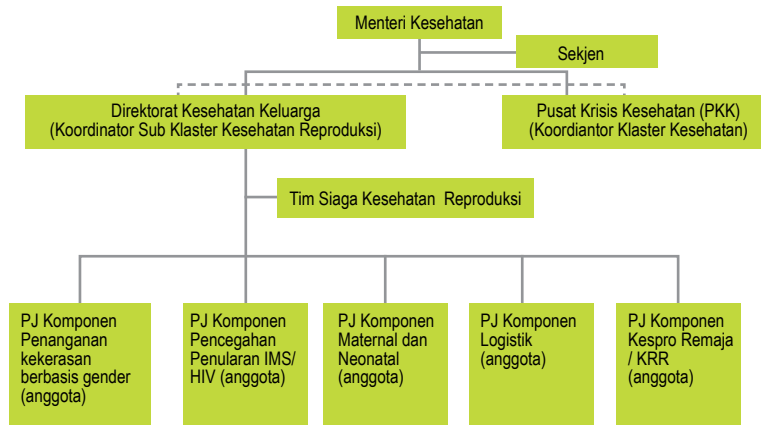 Menteri Kesehatan
Sekjen
Direktorat Kesehatan Keluarga
(Koordinator Sub Klaster Kesehatan Reproduksi)
Pusat Krisis Kesehatan (PKK)
(Koordiantor Klaster Kesehatan)
Tim Siaga Kesehatan Reproduksi
PJ Komponen
Penanganan
kekerasan
berbasis gender
(anggota)
PJ Komponen
Pencegahan
Penularan IMS/
HIV (anggota)
PJ Komponen
Maternal dan
Neonatal
(anggota)
PJ Komponen
Logistik
(anggota)
PJ Komponen
Kespro Remaja
/ KRR
(anggota)